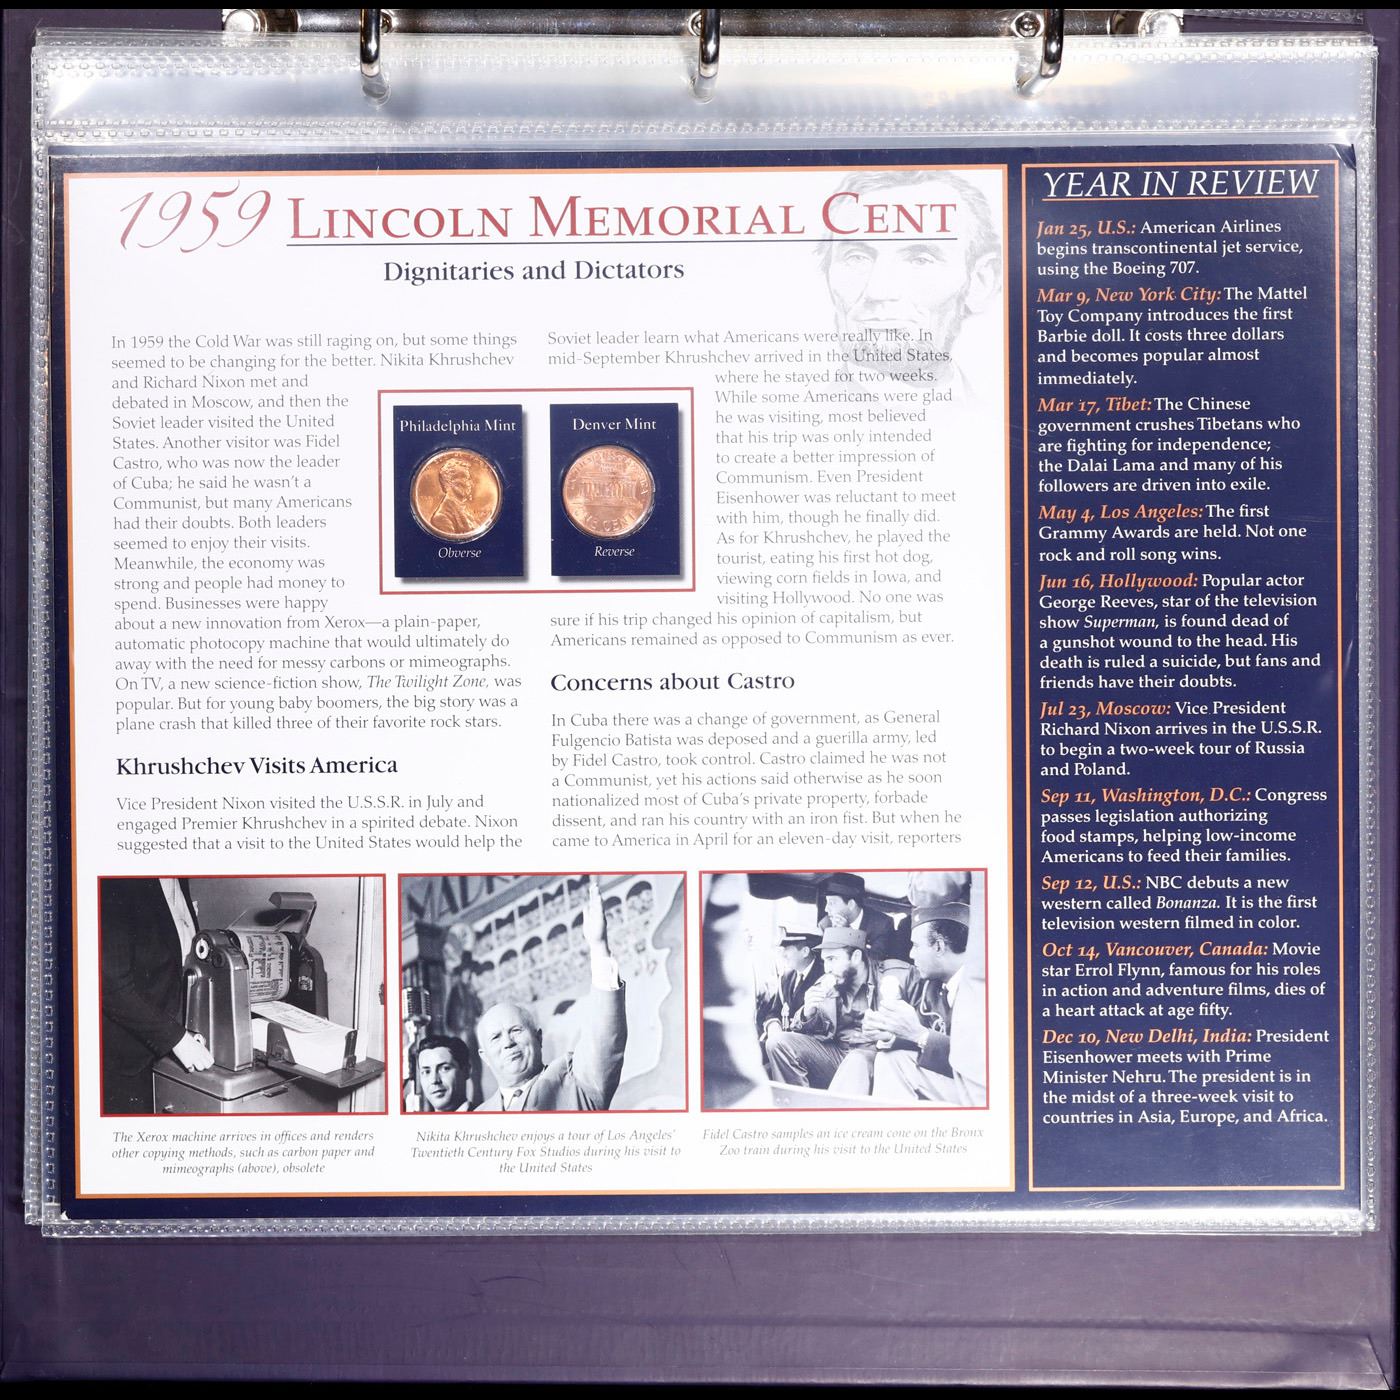 1959 LINCOLN MEMORIAL CENT
Dignitaries and Dictators
In 1959 the Cold War was still raging on, but some things
seemed to be changing for the better. Nikita Khrushchev
and Richard Nixon met and
debated in Moscow, and then the
Soviet leader visited the United
States. Another visitor was Fidel
Castro, who was now the leader
of Cuba; he said he wasn't a
Communist, but many Americans
had their doubts. Both leaders
seemed to enjoy their visits.
Meanwhile, the economy was
strong and people had money to
spend. Businesses were happy
about a new innovation from Xerox—a plain-paper,
automatic photocopy machine that would ultimately do
away with the need for messy carbons or mimeographs.
On TV, a new science-fiction show, The Twilight Zone, was
popular. But for young baby boomers, the big story was a
plane crash that killed three of their favorite rock stars.
Khrushchev Visits America
Vice President Nixon visited the U.S.S.R. in July and
engaged Premier Khrushchev in a spirited debate. Nixon
suggested that a visit to the United States would help the
Philadelphia Mint
Obverse
Denver Mint
ONE CENT
Reverse
Soviet leader learn what Americans were really like. In
mid-September Khrushchev arrived in the United States,
where he stayed for two weeks.
While some Americans were glad
he was visiting, most believed
that his trip was only intended
to create a better impression of
Communism. Even President
Eisenhower was reluctant to meet
with him, though he finally did.
As for Khrushchev, he played the
tourist, eating his first hot dog,
viewing corn fields in Iowa, and
visiting Hollywood. No one was
sure if his trip changed his opinion of capitalism, but
Americans remained as opposed to Communism as ever.
Concerns about Castro
In Cuba there was a change of government, as General
Fulgencio Batista was deposed and a guerilla army, led
by Fidel Castro, took control. Castro claimed he was not
a Communist, yet his actions said otherwise as he soon
nationalized most of Cuba's private property, forbade
dissent, and ran his country with an iron fist. But when he
came to America in April for an eleven-day visit, reporters
The Xerox machine arrives in offices and renders
other copying methods, such as carbon paper and
mimeographs (above), obsolete
Nikita Khrushchev enjoys a tour of Los Angeles'
Twentieth Century Fox Studios during his visit to
the United States
Fidel Castro samples an ice cream cone on the Bronx
Zoo train during his visit to the United States
YEAR IN REVIEW
Jan 25, U.S.: American Airlines
begins transcontinental jet service,
using the Boeing 707.
Mar 9, New York City: The Mattel
Toy Company introduces the first
Barbie doll. It costs three dollars
and becomes popular almost
immediately.
Mar 17, Tibet: The Chinese
government crushes Tibetans who
are fighting for independence;
the Dalai Lama and many of his
followers are driven into exile.
May 4, Los Angeles: The first
Grammy Awards are held. Not one
rock and roll song wins.
Jun 16, Hollywood: Popular actor
George Reeves, star of the television
show Superman, is found dead of
a gunshot wound to the head. His
death is ruled a suicide, but fans and
friends have their doubts.
Jul 23, Moscow: Vice President
Richard Nixon arrives in the U.S.S.R.
to begin a two-week tour of Russia
and Poland.
Sep 11, Washington, D.C.: Congress
passes legislation authorizing
food stamps, helping low-income
Americans to feed their families.
Sep 12, U.S.: NBC debuts a new
western called Bonanza. It is the first
television western filmed in color.
Oct 14, Vancouver, Canada: Movie
star Errol Flynn, famous for his roles
in action and adventure films, dies of
a heart attack at age fifty.
Dec 10, New Delhi, India: President
Eisenhower meets with Prime
Minister Nehru. The president is in
the midst of a three-week visit to
countries in Asia, Europe, and Africa.